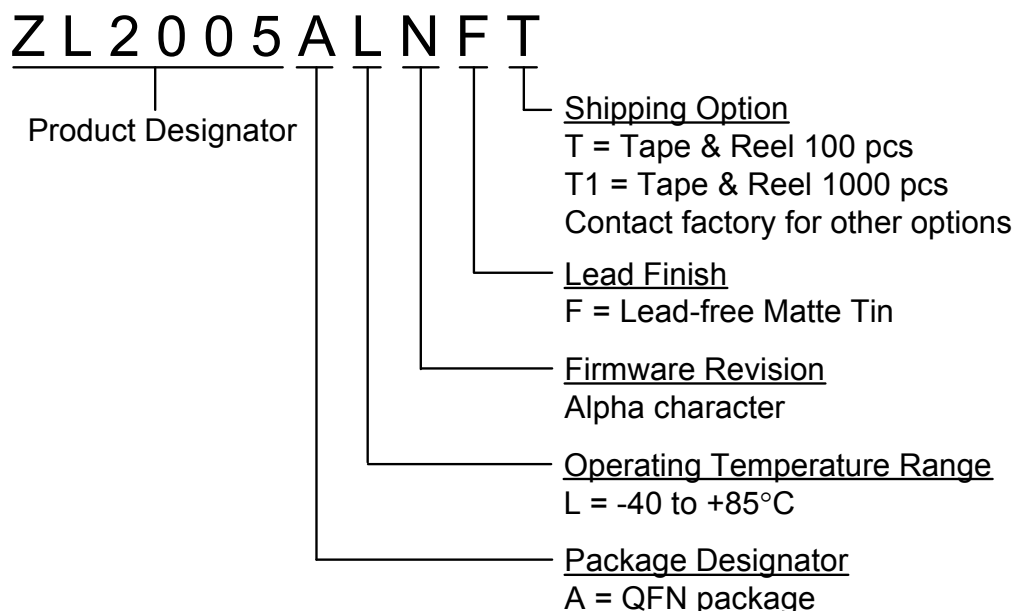 ZL2005ALNFT
Product Designator
Shipping Option
T = Tape & Reel 100 pcs
T1 = Tape & Reel 1000 pcs
Contact factory for other options
Lead Finish
F = Lead-free Matte Tin
Firmware Revision
Alpha character
Operating Temperature Range
L = -40 to +85°C
Package Designator
A = QFN package